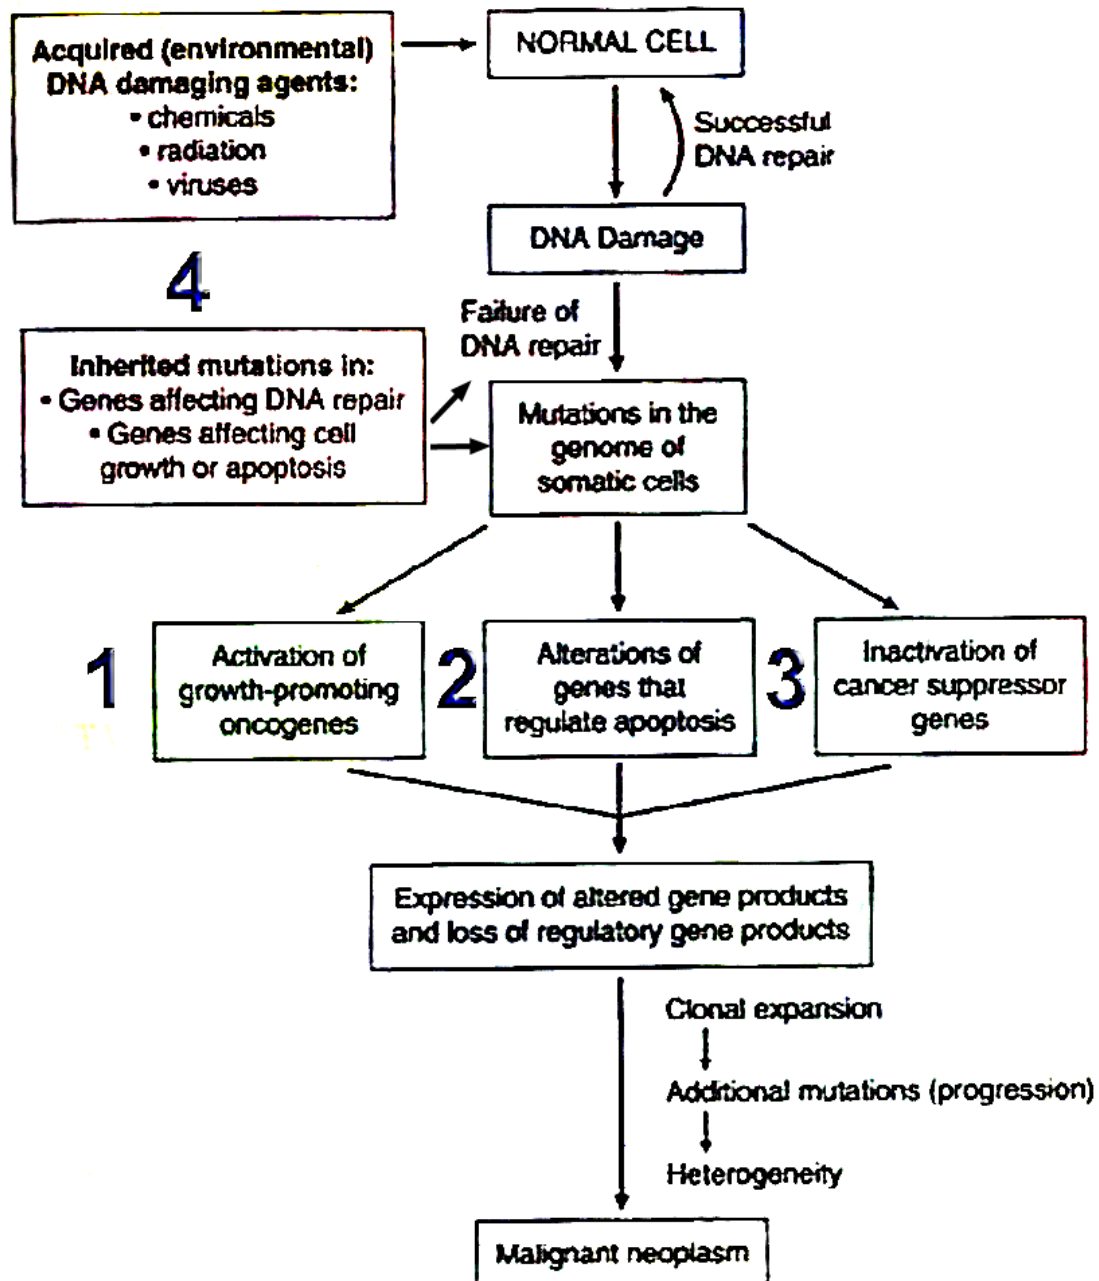 Acquired (environmental)
DNA damaging agents:
• chemicals
• radiation
• viruses
NORMAL CELL
Successful
DNA repair
DNA Damage
4
Failure of
DNA repair
Inherited mutations in:
• Genes affecting DNA repair
• Genes affecting cell
growth or apoptosis
Mutations in the
genome of
somatic cells
1
Activation of
growth-promoting
oncogenes
2
Alterations of
genes that
regulate apoptosis
3
Inactivation of
cancer suppressor
genes
Expression of altered gene products
and loss of regulatory gene products
Clonal expansion
Additional mutations (progression)
Heterogeneity
Malignant neoplasm